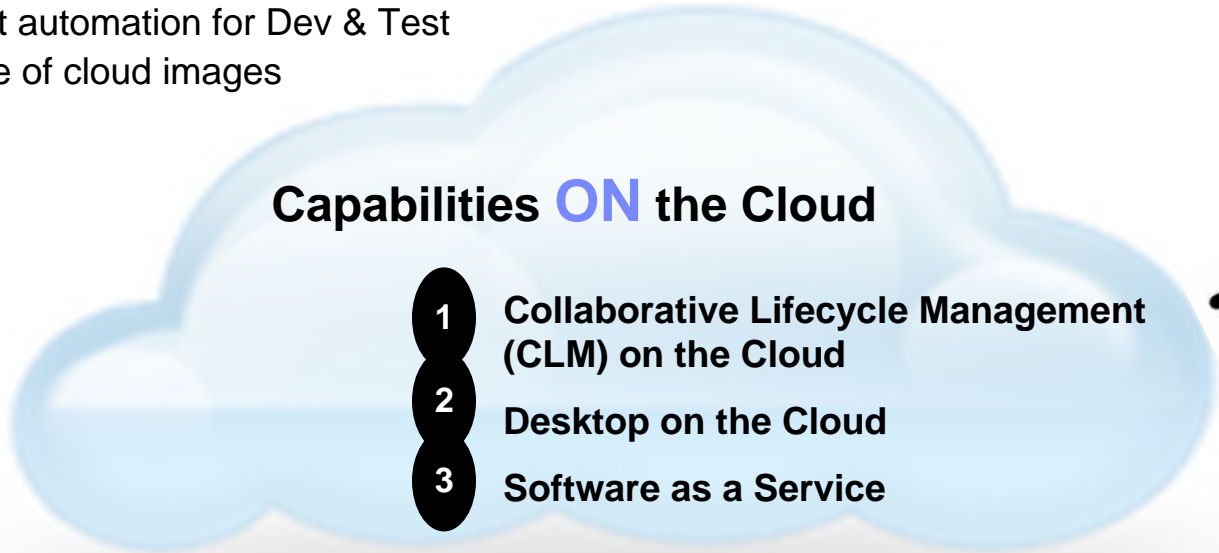 t automation for Dev & Test
e of cloud images
Capabilities ON the Cloud
1 Collaborative Lifecycle Management
(CLM) on the Cloud
2 Desktop on the Cloud
3 Software as a Service